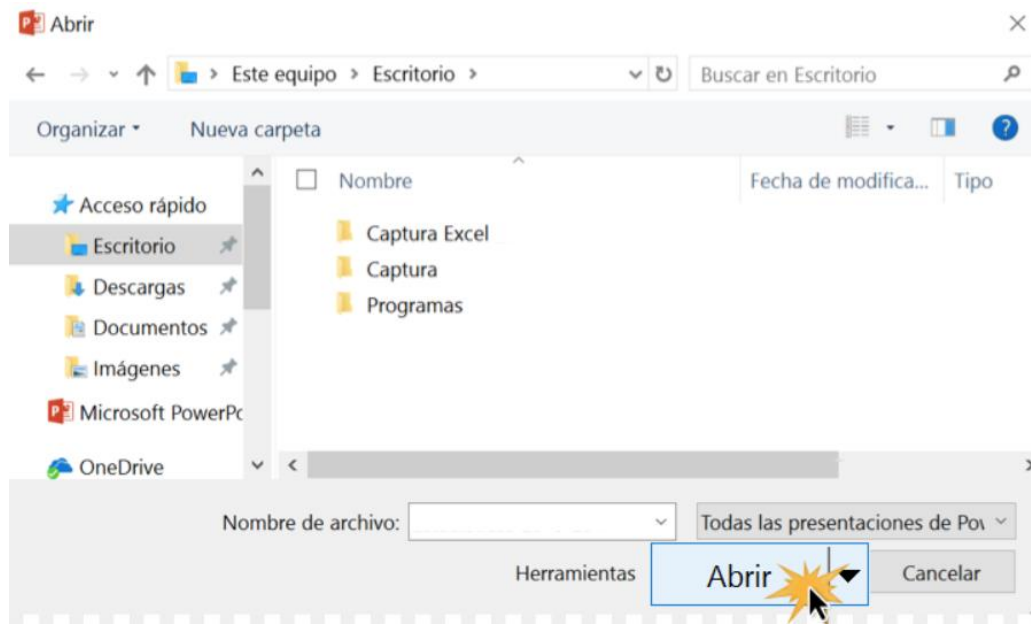 Abrir
Este equipo > Escritorio >
Buscar en Escritorio
Organizar
Nueva carpeta
Nombre
Fecha de modifica...
Tipo
Acceso rápido
Escritorio
Descargas
Documentos
Imágenes
Microsoft PowerPo
OneDrive
Captura Excel
Captura
Programas
Nombre de archivo:
Todas las presentaciones de Pov
Herramientas
Abrir
Cancelar